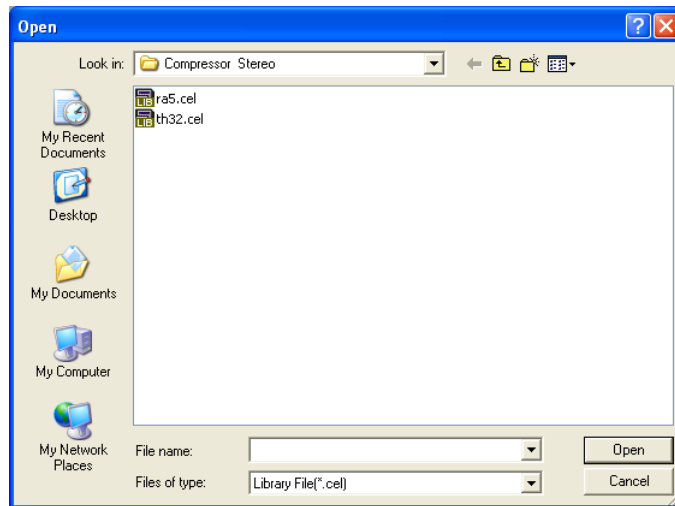 Open
Look in: Compressor Stereo
ra5.cel
th32.cel
My Recent
Documents
Desktop
My Documents
My Computer
My Network
Places
File name:
Open
Files of type: Library File(*.cel)
Cancel